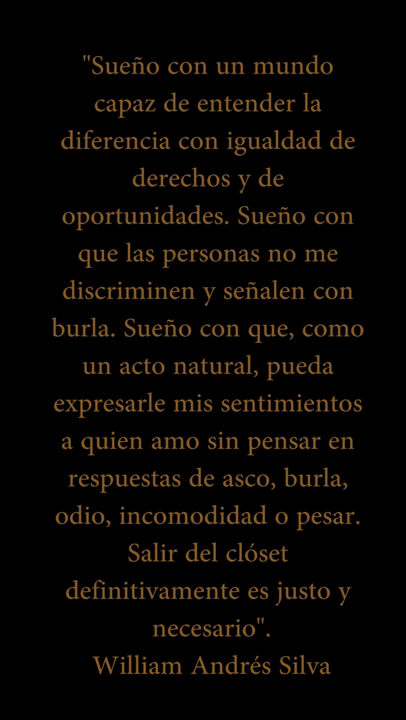 "Sueño con un mundo
capaz de entender la
diferencia con igualdad de
derechos y de
oportunidades. Sueño con
que las personas no me
discriminen y señalen con
burla. Sueño con que, como
un acto natural, pueda
expresarle mis sentimientos
a quien amo sin pensar en
respuestas de asco, burla,
odio, incomodidad o pesar.
Salir del clóset
definitivamente es justo y
necesario".
William Andrés Silva